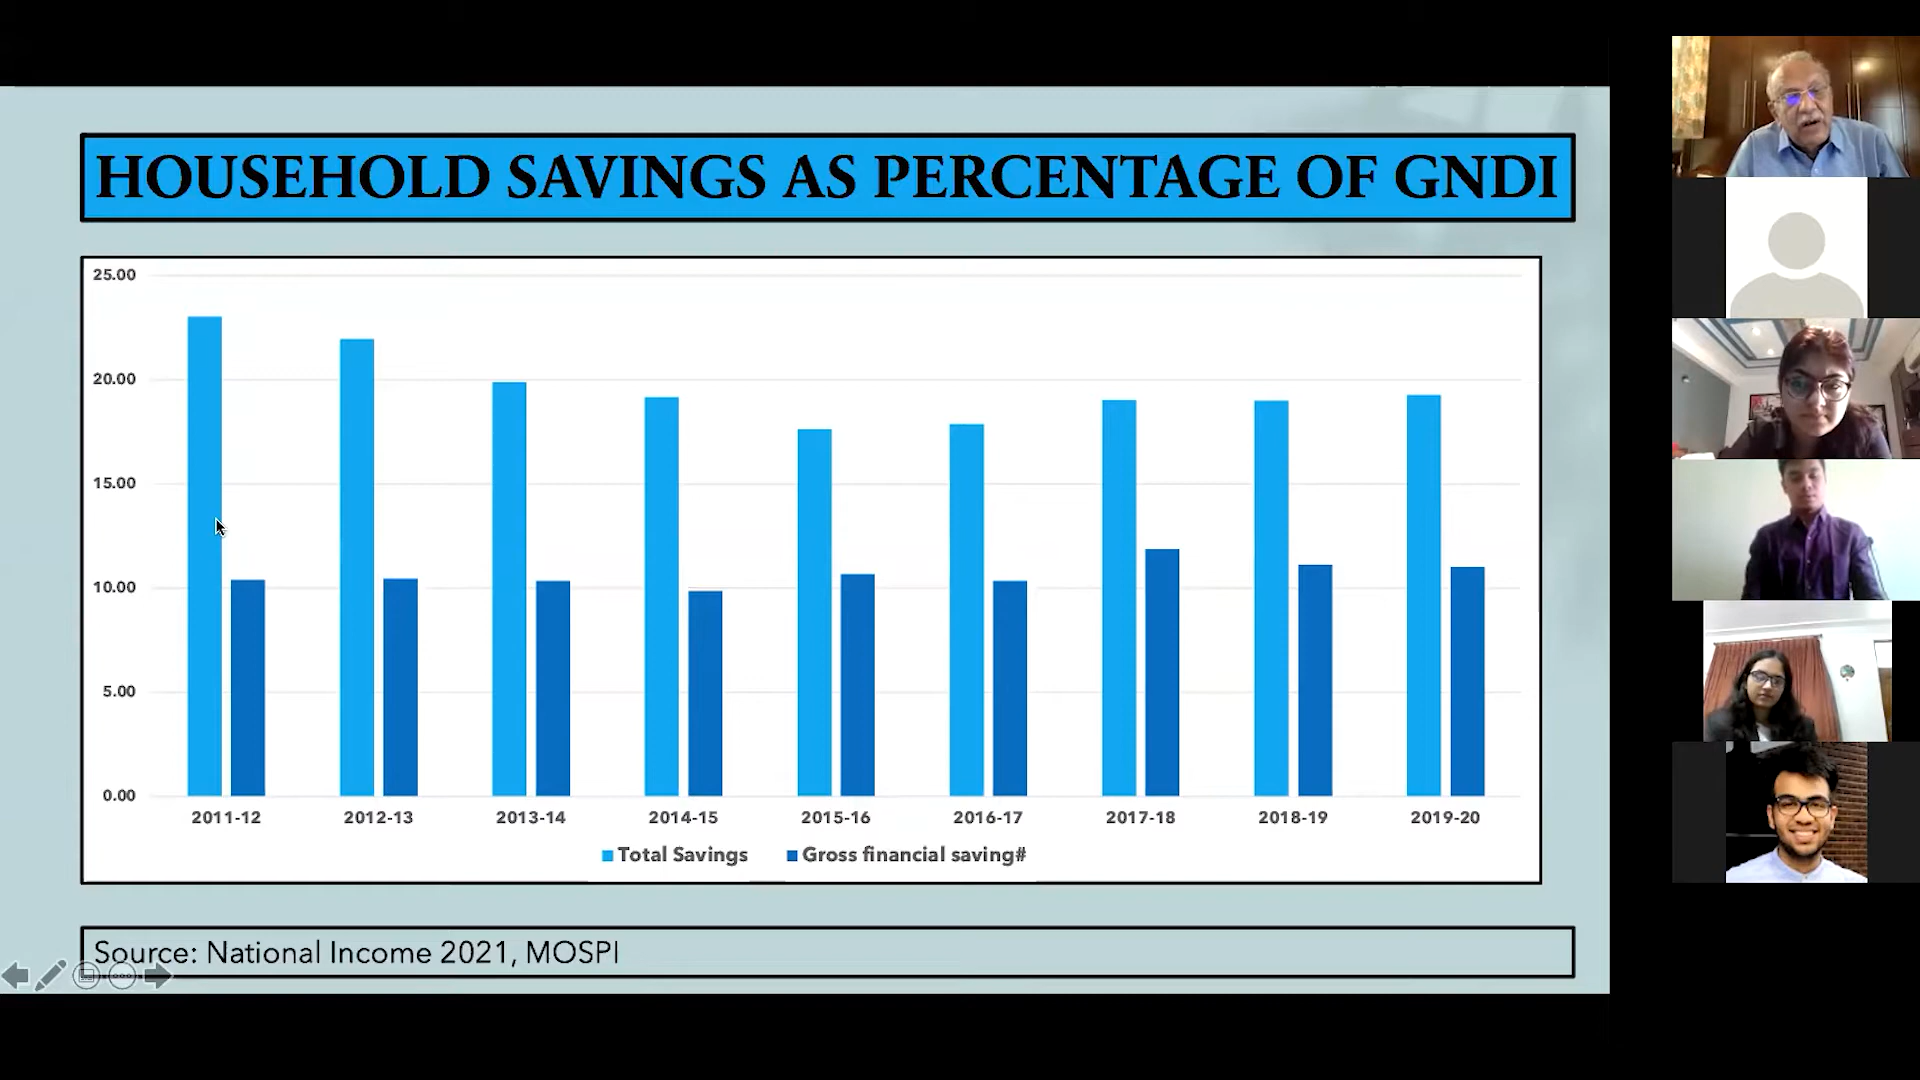 HOUSEHOLD SAVINGS AS PERCENTAGE OF GNDI
25.00
20.00
15.00
10.00
5.00
0.00
2011-12 2012-13 2013-14 2014-15 2015-16 2016-17 2017-18 2018-19 2019-20
Total Savings Gross financial saving#
Source: National Income 2021, MOSPI